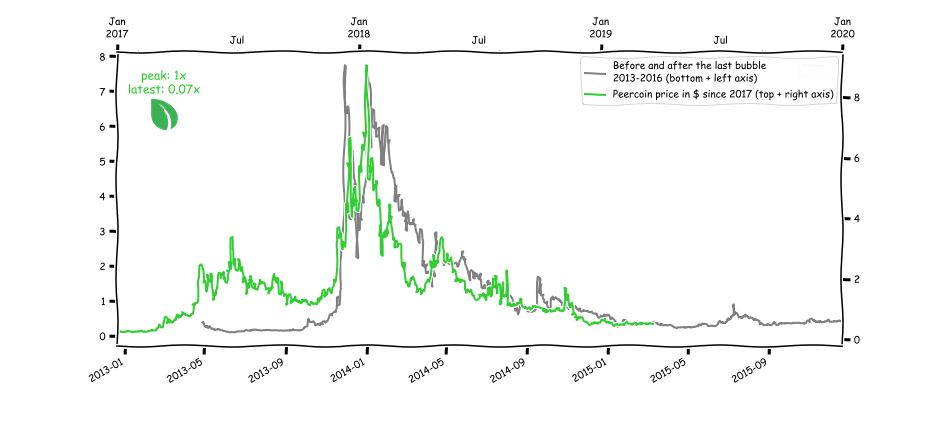 Jan Jan Jan Jan
2017 2018 2019 2020
Jul Jul Jul
8
7
6
5
4
3
2
1
0
peak: 1x
latest: 0.07x
Before and after the last bubble
2013-2016 (bottom + left axis)
Peercoin price in $ since 2017 (top + right axis)
8
6
4
2
0
2013-01 2013-05 2013-09 2014-01 2014-05 2014-09 2015-01 2015-05 2015-09